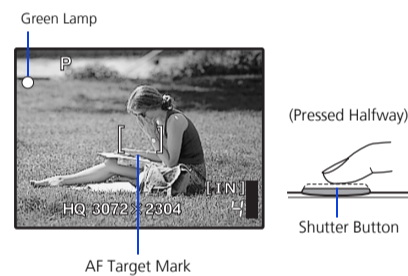 Green Lamp
P
[IN]
HQ 3072×2304
4
(Pressed Halfway)
Shutter Button
AF Target Mark